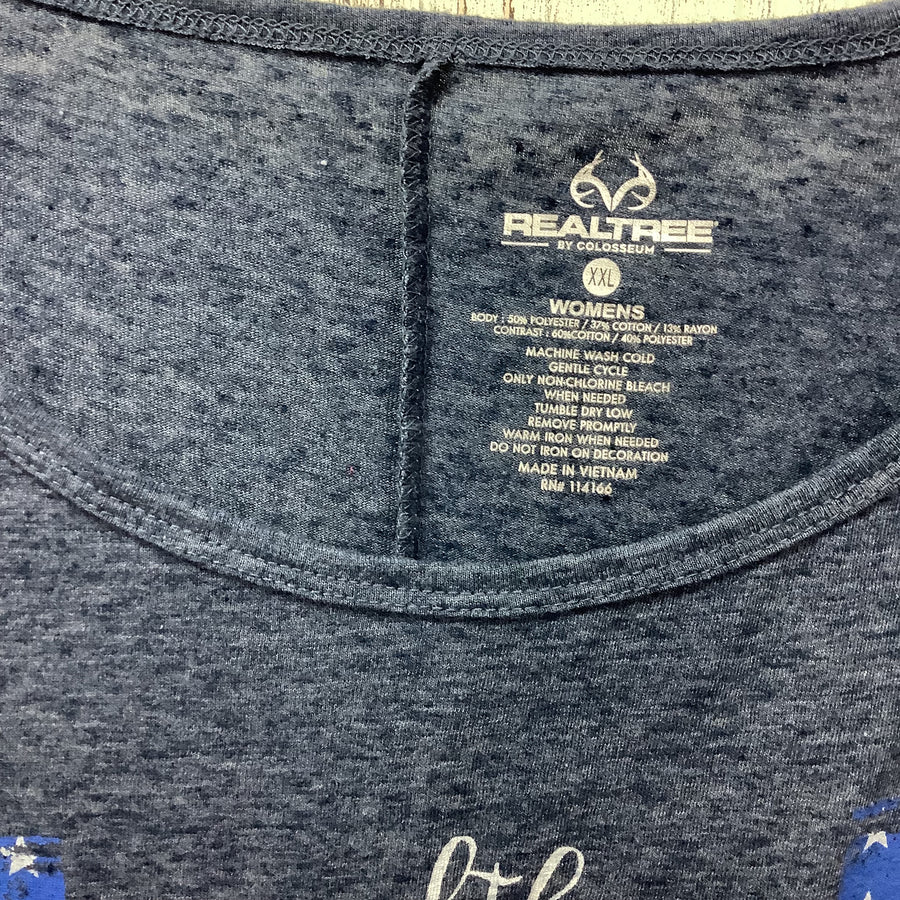 REALTREE®
BY COLOSSEUM
XXL
WOMENS
BODY : 50% POLYESTER / 37% COTTON / 13% RAYON
CONTRAST : 60%COTTON / 40% POLYESTER
MACHINE WASH COLD
GENTLE CYCLE
ONLY NON-CHLORINE BLEACH
WHEN NEEDED
TUMBLE DRY LOW
REMOVE PROMPTLY
WARM IRON WHEN NEEDED
DO NOT IRON ON DECORATION
MADE IN VIETNAM
RN# 114166